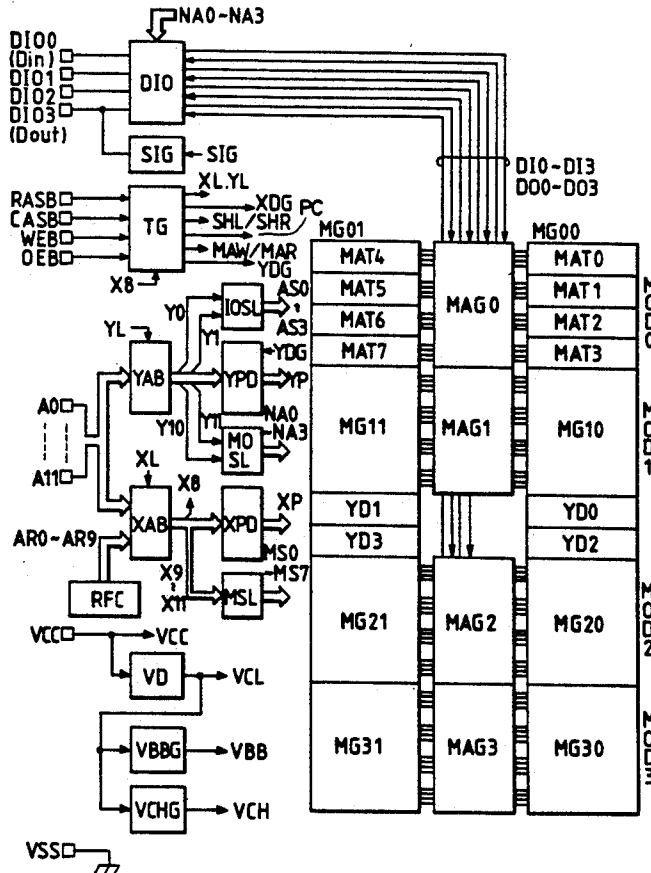 NA0~NA3
DIO0
(Din)
DIO1
DIO2
DIO3
(Dout)
DIO
SIG
SIG
DI0~DI3
DO0~DO3
RASB
CASB
WEB
OEB
TG
XL.YL
XDG
SHL/SHR
PC
MAW/MAR
YDG
X8
MG01
MG00
MAT4
MAT5
MAT6
MAT7
MAG0
MAT0
MAT1
MAT2
MAT3
MOD0
Y0
Y1
IOSL
AS0
,
AS3
YL
YAB
YPD
YDG
YP
Y10
Y11
MO
SL
NA0
NA3
A0
A11
MG11
MAG1
MG10
MOD1
XL
X8
XAB
XPD
XP
AR0~AR9
RFC
X9
~
X11
MSL
MS0
MS7
YD1
YD3
YD0
YD2
MG21
MAG2
MG20
MOD2
VCC
VCC
VD
VCL
VBBG
VBB
VCHG
VCH
VSS
MG31
MAG3
MG30